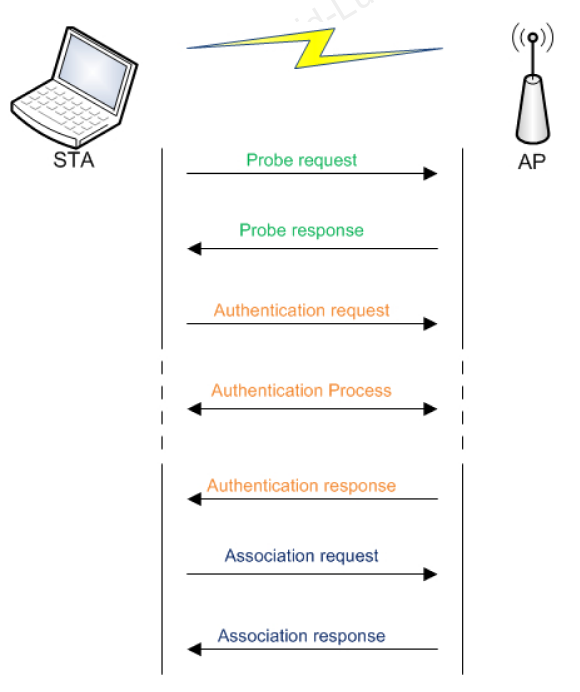 STA
AP
Probe request
Probe response
Authentication request
Authentication Process
Authentication response
Association request
Association response